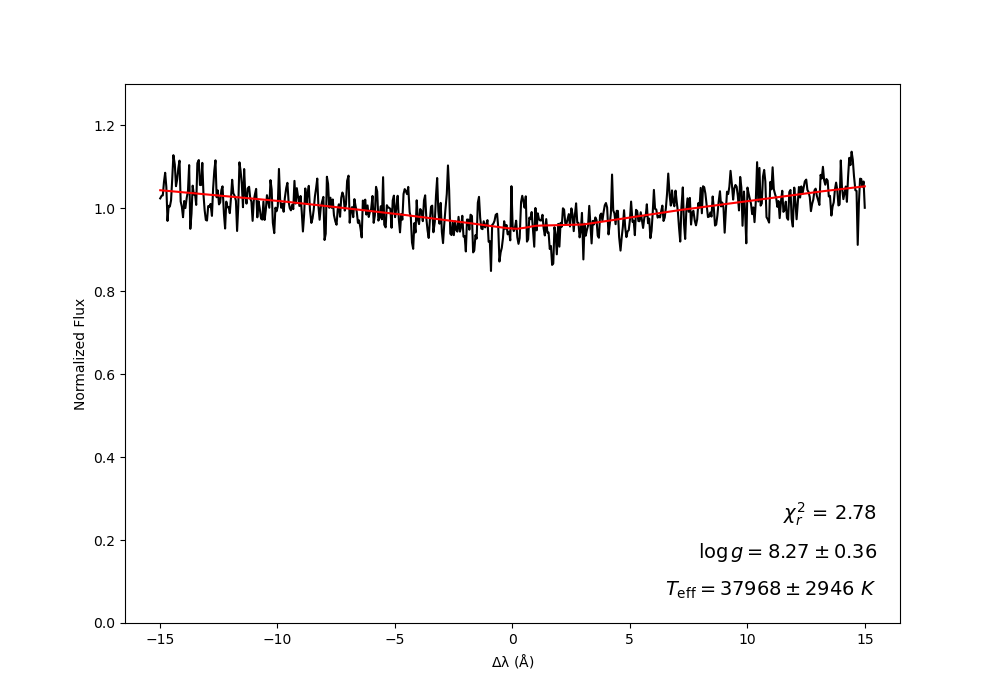 1.2
1.0
0.8
0.6
0.4
0.2
0.0
Normalized Flux
χ²ᵣ = 2.78
log g = 8.27 ± 0.36
T_eff = 37968 ± 2946 K
−15 −10 −5 0 5 10 15
Δλ (Å)